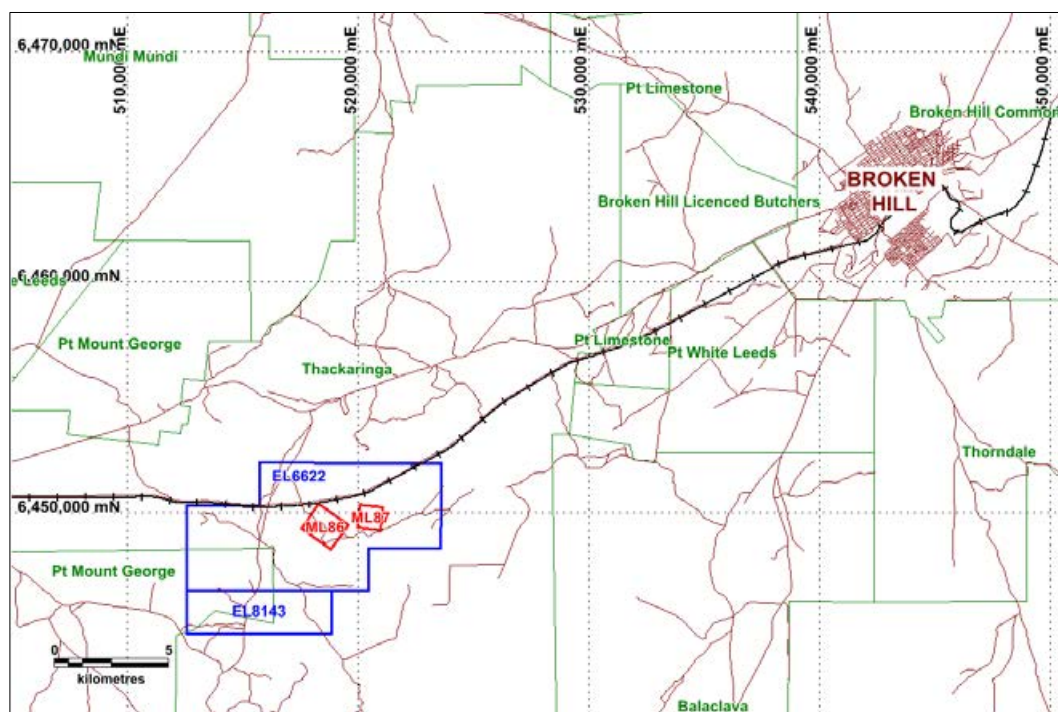 6,470,000 mN
510,000 mE
520,000 mE
530,000 mE
540,000 mE
550,000 mE
Mundi Mundi
Pt Limestone
Broken Hill Common
BROKEN
HILL
Broken Hill Licenced Butchers
6,460,900 mN
e Leeds
Pt Mount George
Thackaringa
Pt Limestone
Pt White Leeds
Thorndale
EL6622
6,450,000 mN
ML86
ML87
Pt Mount George
EL8143
0 5
kilometres
Balaclava